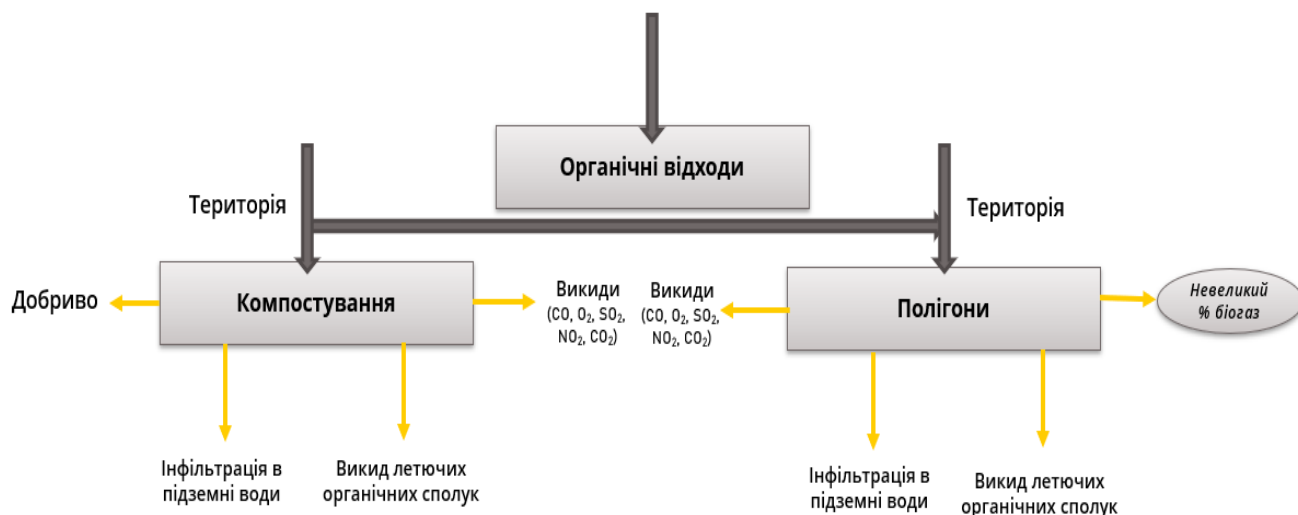 Органічні відходи
Територія
Територія
Добриво
Компостування
Викиди
(CO, O₂, SO₂,
NO₂, CO₂)
Викиди
(CO, O₂, SO₂,
NO₂, CO₂)
Полігони
Невеликий
% біогаз
Інфільтрація в
підземні води
Викид летючих
органічних сполук
Інфільтрація в
підземні води
Викид летючих
органічних сполук